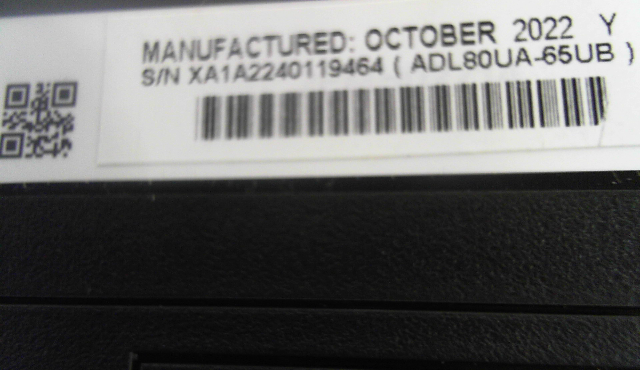 MANUFACTURED: OCTOBER 2022 Y
S/N XA1A2240119464 ( ADL80UA-65UB )